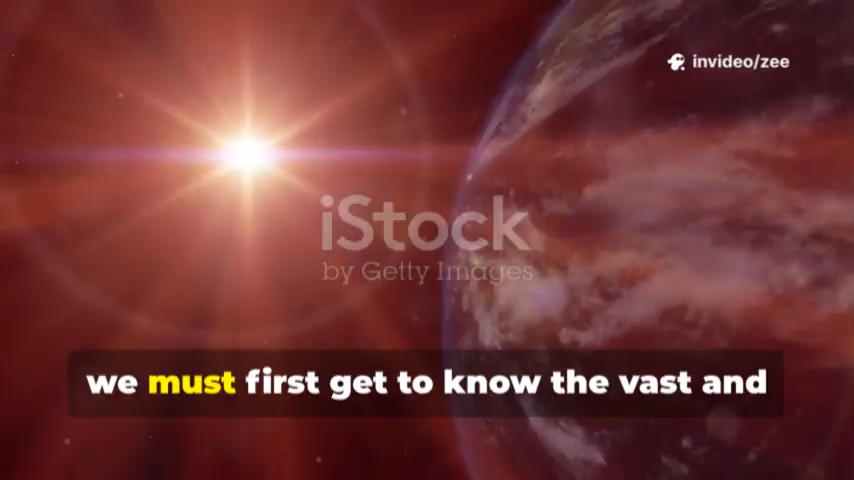 invideo/zee
iStock
by Getty Images
we must first get to know the vast and